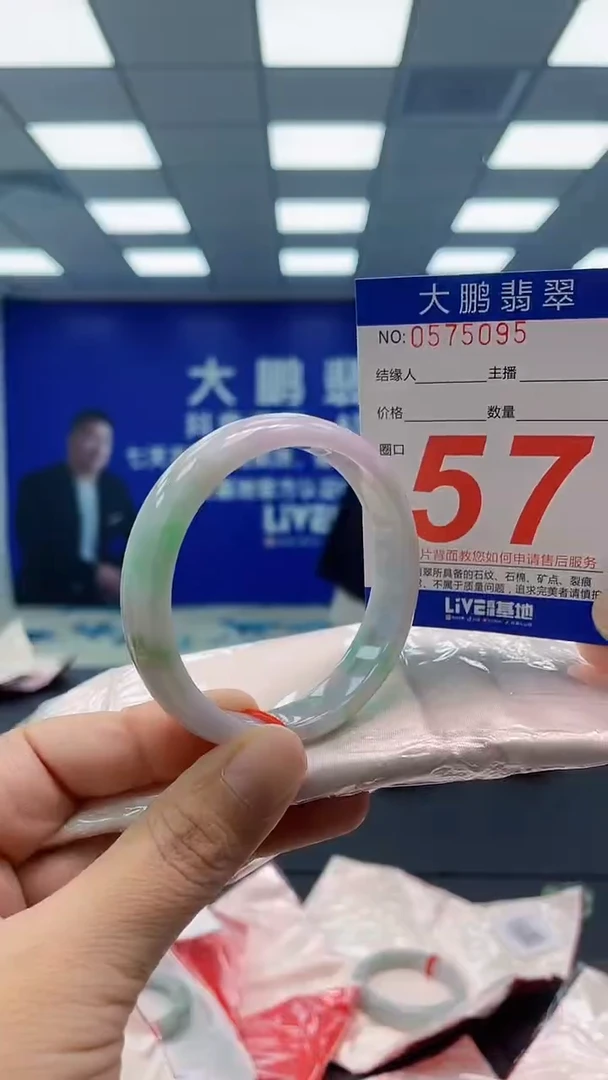 大鹏翡翠
NO:0575095
结缘人 主播
价格 数量
圈口
57
片背面教您如何申请售后服务
翠所具备的石纹、石棉、矿点、裂痕
不属于质量问题，追求完美者请慎拍
LiVE基地
大鹏翡
七天
LiVE